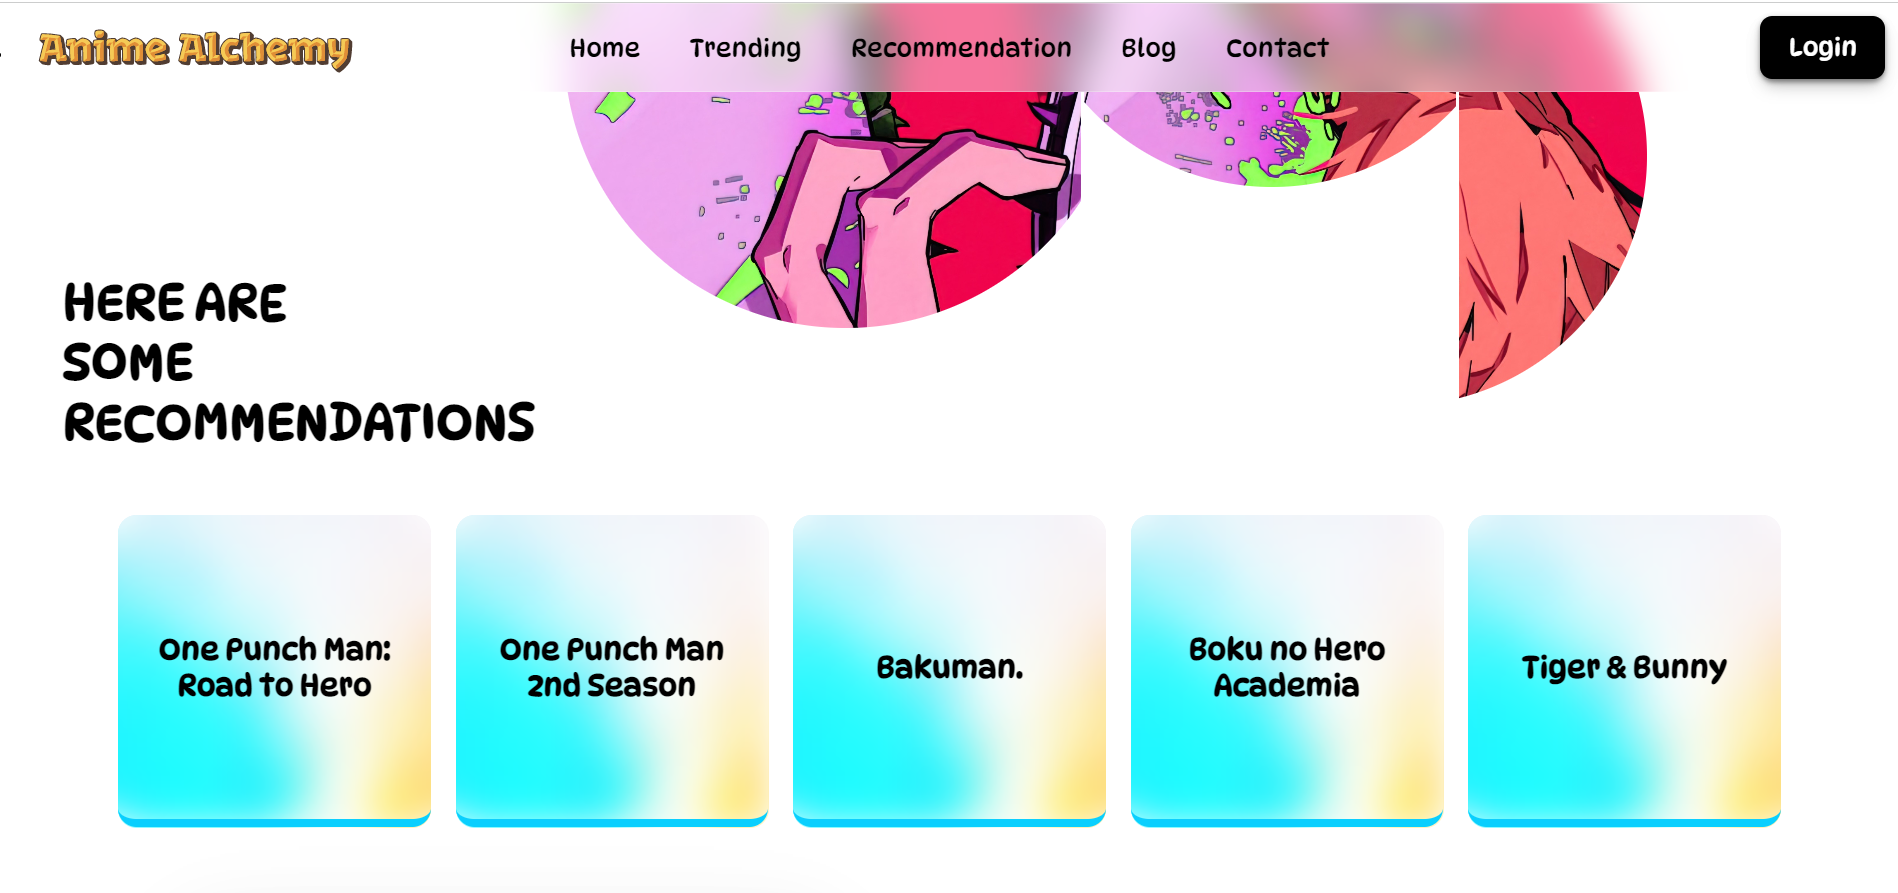 Anime Alchemy
Home Trending Recommendation Blog Contact
Login
HERE ARE
SOME
RECOMMENDATIONS
One Punch Man:
Road to Hero
One Punch Man
2nd Season
Bakuman.
Boku no Hero
Academia
Tiger & Bunny